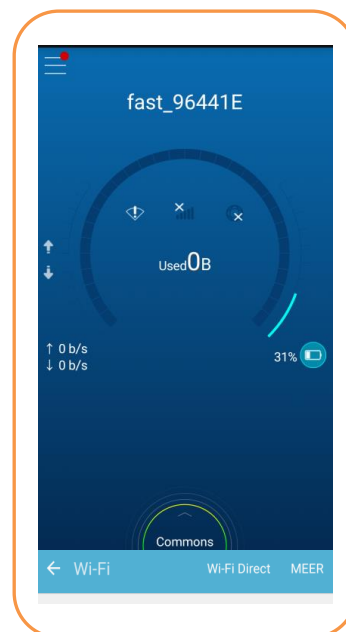 fast_96441E
Used0B
↑ 0 b/s
↓ 0 b/s
31%
Commons
← Wi-Fi Wi-Fi Direct MEER